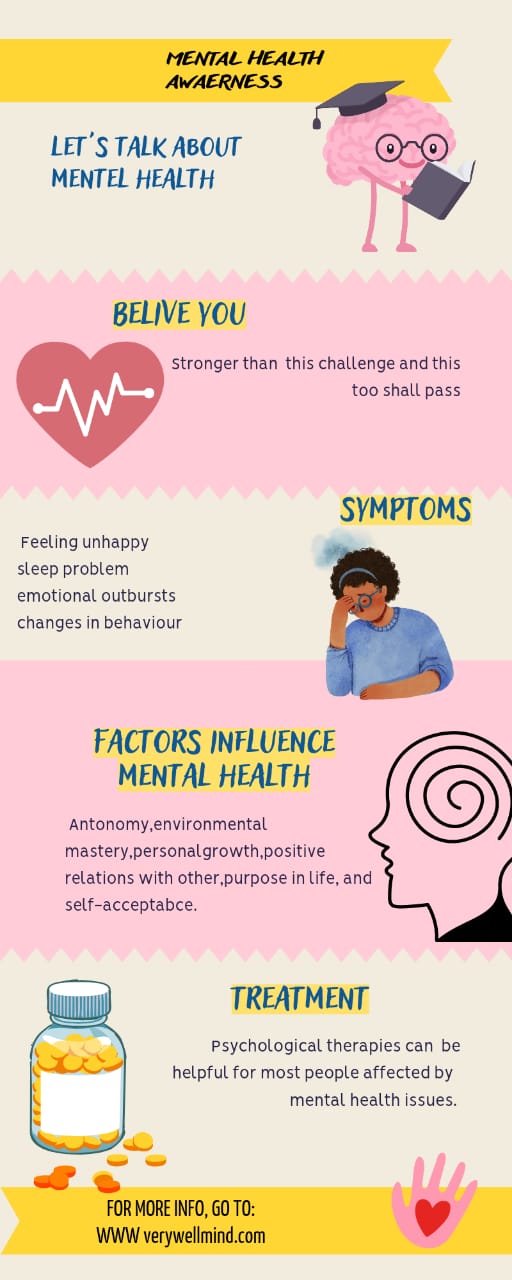 MENTAL HEALTH
AWAERNESS
LET'S TALK ABOUT
MENTEL HEALTH
BELIVE YOU
Stronger than this challenge and this
too shall pass
SYMPTOMS
Feeling unhappy
sleep problem
emotional outbursts
changes in behaviour
FACTORS INFLUENCE
MENTAL HEALTH
Antonomy,environmental
mastery,personalgrowth,positive
relations with other,purpose in life, and
self-acceptabce.
TREATMENT
Psychological therapies can be
helpful for most people affected by
mental health issues.
FOR MORE INFO, GO TO:
WWW verywellmind.com